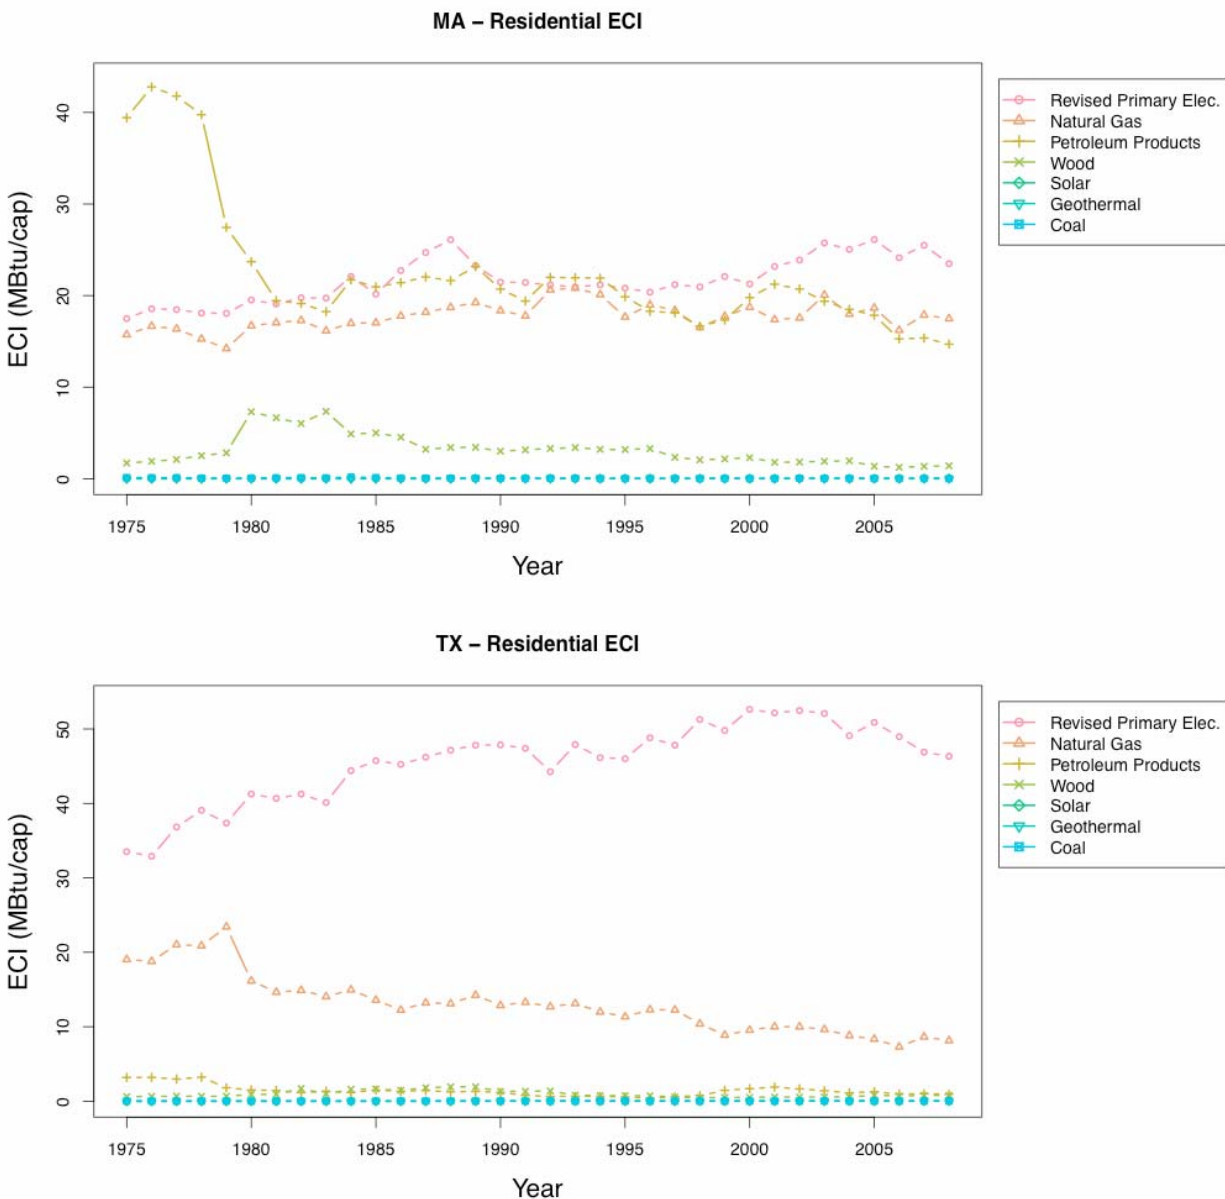 MA – Residential ECI
ECI (MBtu/cap)
0
10
20
30
40
1975 1980 1985 1990 1995 2000 2005
Year
Revised Primary Elec.
Natural Gas
Petroleum Products
Wood
Solar
Geothermal
Coal
TX – Residential ECI
ECI (MBtu/cap)
0
10
20
30
40
50
1975 1980 1985 1990 1995 2000 2005
Year
Revised Primary Elec.
Natural Gas
Petroleum Products
Wood
Solar
Geothermal
Coal